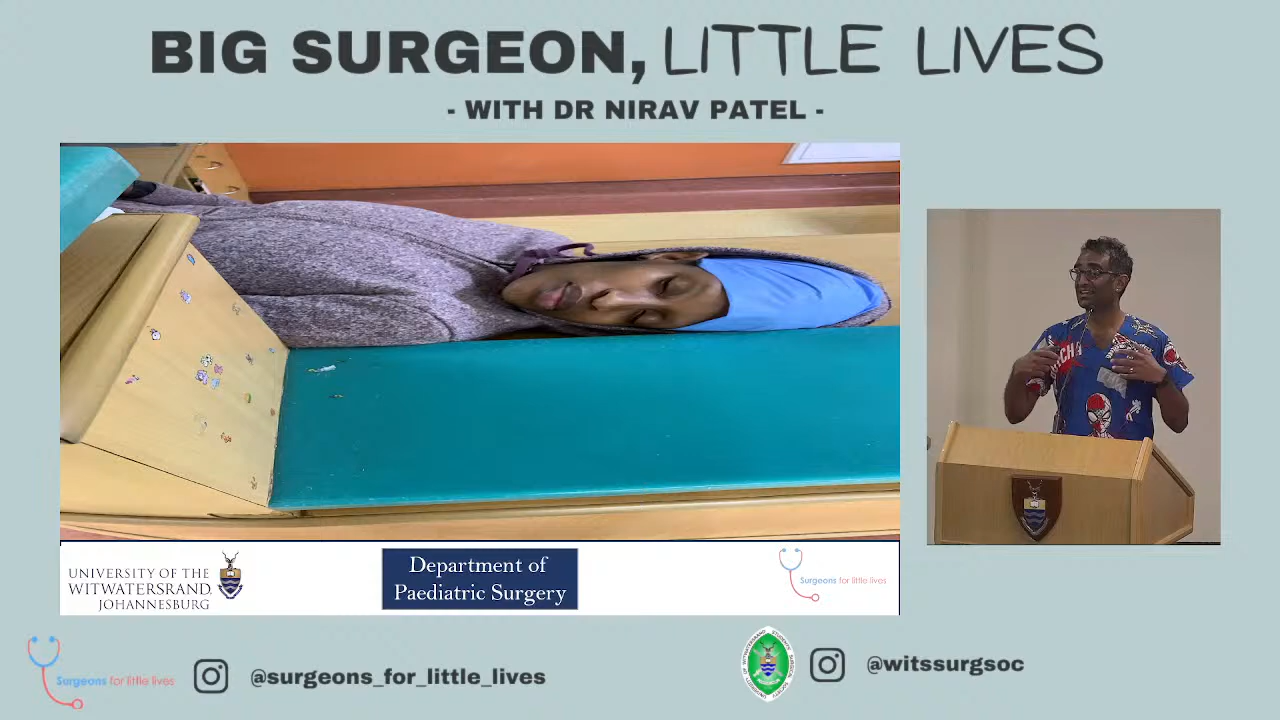 BIG SURGEON, LITTLE LIVES
- WITH DR NIRAV PATEL -
UNIVERSITY OF THE
WITWATERSRAND,
JOHANNESBURG
Department of
Paediatric Surgery
Surgeons for little lives
Surgeons for little lives
@surgeons_for_little_lives
@witssurgsoc